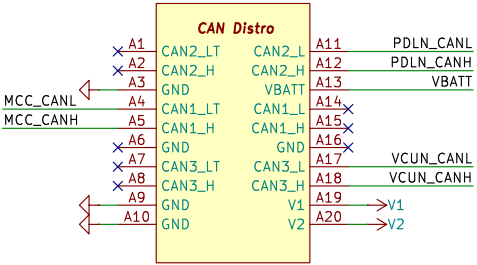 CAN Distro
A1 CAN2_LT CAN2_L A11 PDLN_CANL
A2 CAN2_H CAN2_H A12 PDLN_CANH
A3 GND VBATT A13 VBATT
MCC_CANL A4 CAN1_LT CAN1_L A14
MCC_CANH A5 CAN1_H CAN1_H A15
A6 GND GND A16
A7 CAN3_LT CAN3_L A17 VCUN_CANL
A8 CAN3_H CAN3_H A18 VCUN_CANH
A9 GND V1 A19 V1
A10 GND V2 A20 V2